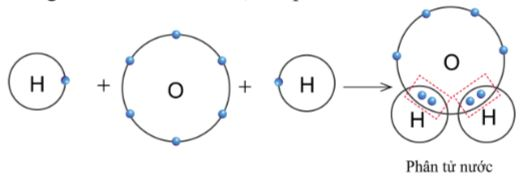 H + O + H
O
H H
Phân tử nước